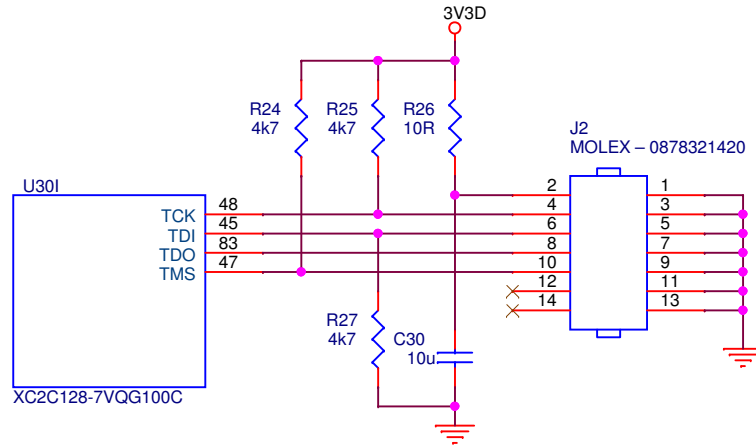 3V3D
R24
4k7
R25
4k7
R26
10R
J2
MOLEX – 0878321420
U30I
TCK 48
TDI 45
TDO 83
TMS 47
2 1
4 3
6 5
8 7
10 9
12 11
14 13
R27
4k7
C30
10u
XC2C128-7VQG100C